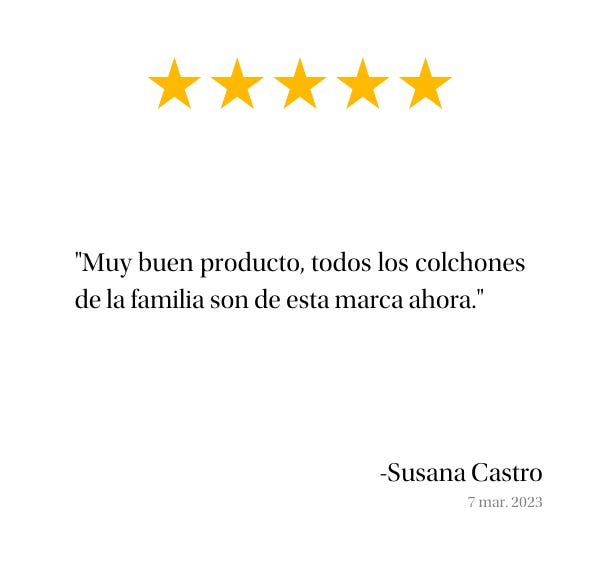 "Muy buen producto, todos los colchones
de la familia son de esta marca ahora."
-Susana Castro
7 mar. 2023